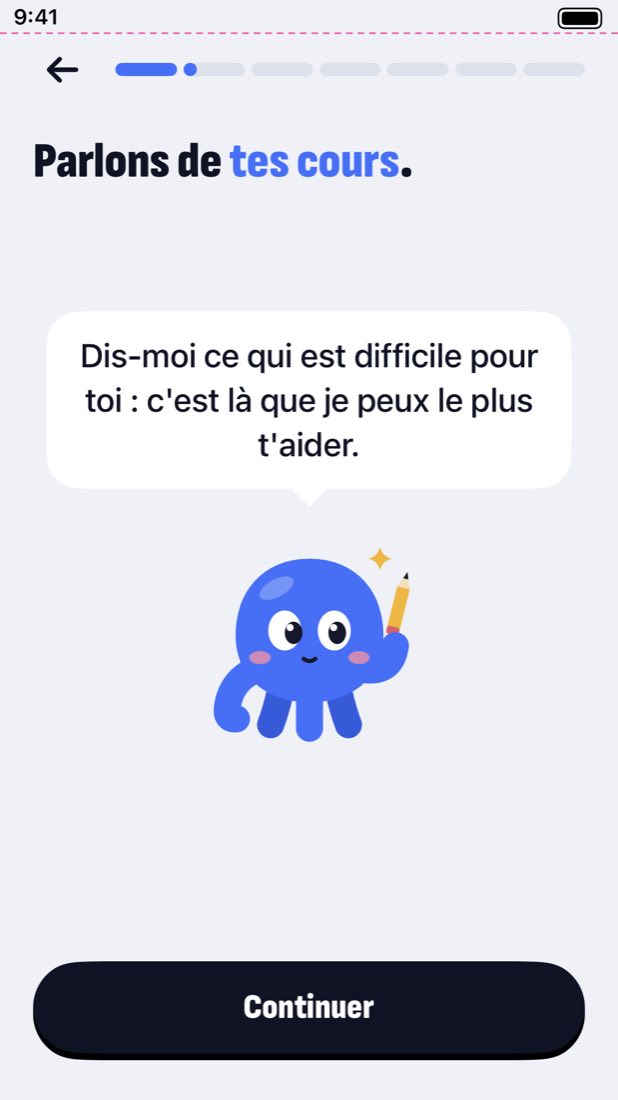 9:41
Parlons de tes cours.
Dis-moi ce qui est difficile pour
toi : c'est là que je peux le plus
t'aider.
Continuer